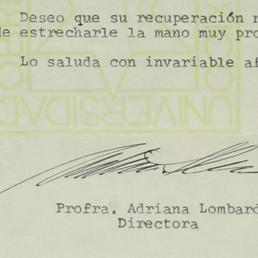 Deseo que su recuperación
de estrecharle la mano muy
Lo saluda con invariable
Profra. Adriana
Directora
UNIVERSIDAD